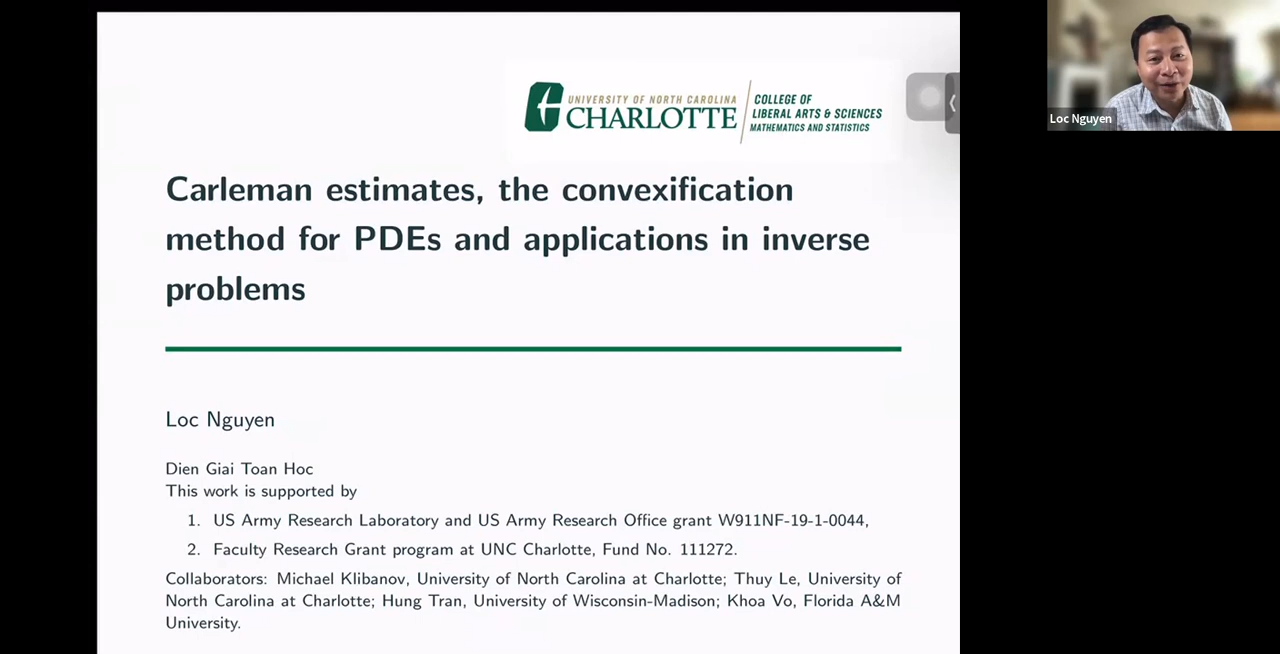 UNIVERSITY OF NORTH CAROLINA
CHARLOTTE
COLLEGE OF
LIBERAL ARTS & SCIENCES
MATHEMATICS AND STATISTICS
Carleman estimates, the convexification
method for PDEs and applications in inverse
problems
Loc Nguyen
Dien Giai Toan Hoc
This work is supported by
1. US Army Research Laboratory and US Army Research Office grant W911NF-19-1-0044,
2. Faculty Research Grant program at UNC Charlotte, Fund No. 111272.
Collaborators: Michael Klibanov, University of North Carolina at Charlotte; Thuy Le, University of
North Carolina at Charlotte; Hung Tran, University of Wisconsin-Madison; Khoa Vo, Florida A&M
University.
Loc Nguyen